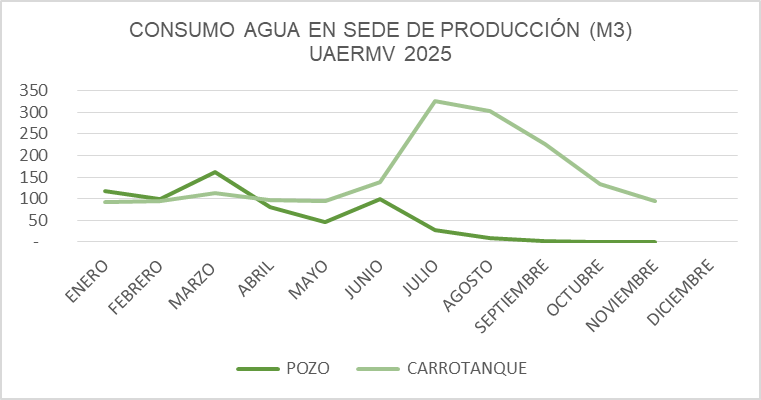 CONSUMO AGUA EN SEDE DE PRODUCCIÓN (M3)
UAERMV 2025
350
300
250
200
150
100
50
-
ENERO
FEBRERO
MARZO
ABRIL
MAYO
JUNIO
JULIO
AGOSTO
SEPTIEMBRE
OCTUBRE
NOVIEMBRE
DICIEMBRE
POZO
CARROTANQUE